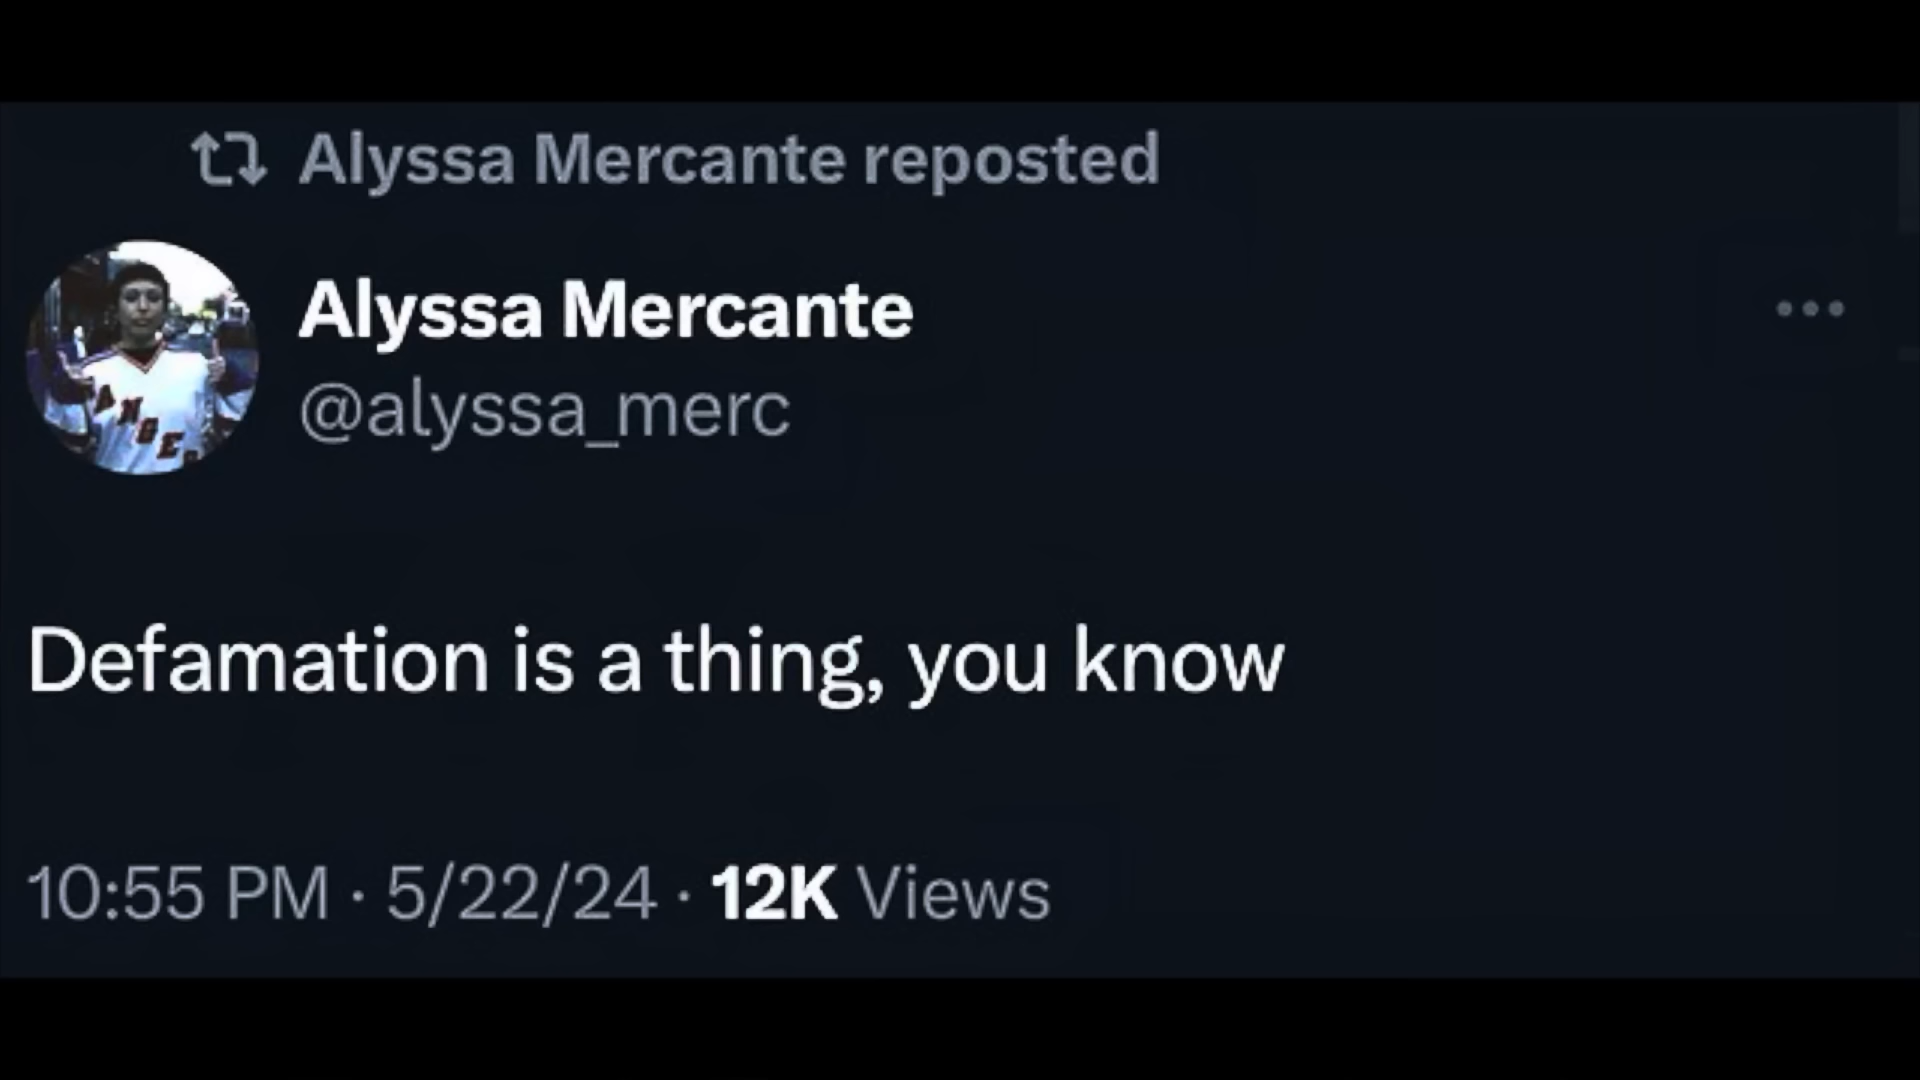 Alyssa Mercante reposted
Alyssa Mercante
@alyssa_merc
Defamation is a thing, you know
10:55 PM · 5/22/24 · 12K Views